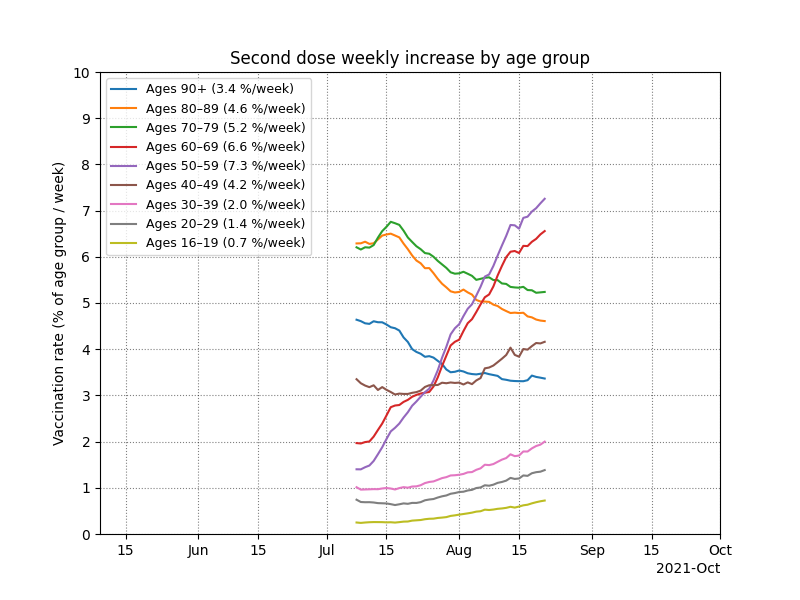 Second dose weekly increase by age group
Vaccination rate (% of age group / week)
10
9
8
7
6
5
4
3
2
1
0
Ages 90+ (3.4 %/week)
Ages 80–89 (4.6 %/week)
Ages 70–79 (5.2 %/week)
Ages 60–69 (6.6 %/week)
Ages 50–59 (7.3 %/week)
Ages 40–49 (4.2 %/week)
Ages 30–39 (2.0 %/week)
Ages 20–29 (1.4 %/week)
Ages 16–19 (0.7 %/week)
15 Jun 15 Jul 15 Aug 15 Sep 15 Oct
2021-Oct